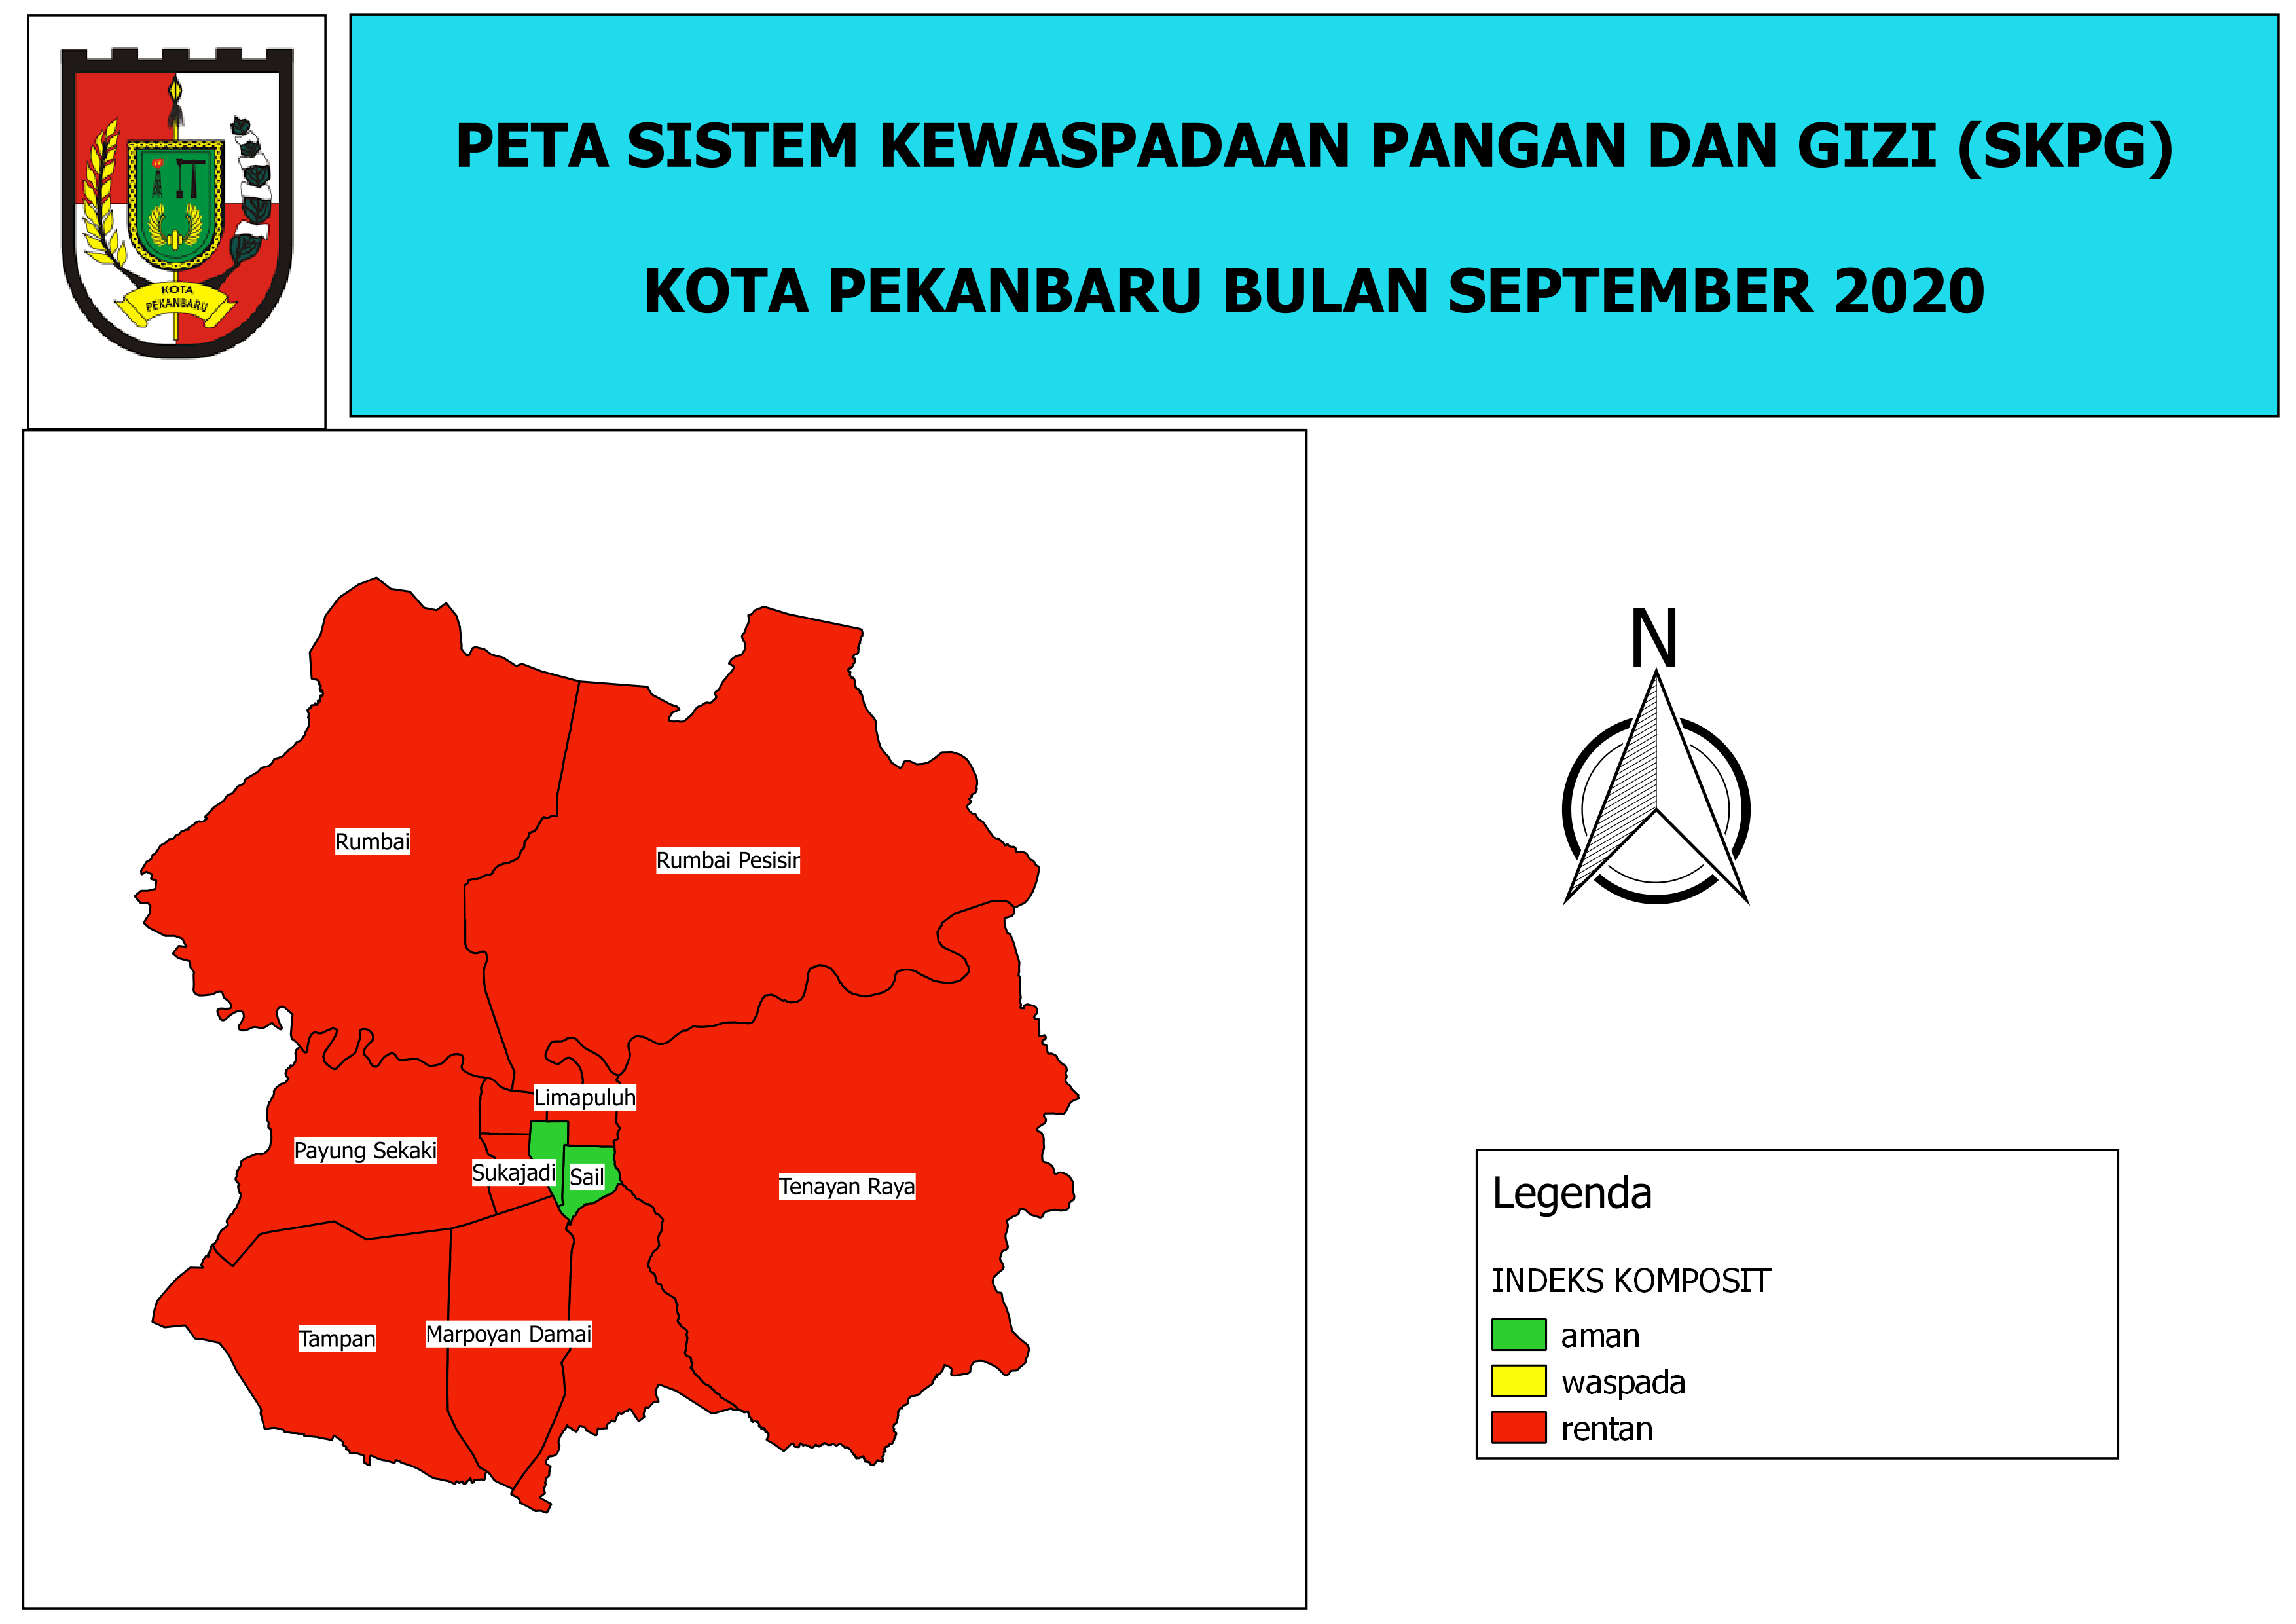 KOTA
PEKANBARU
PETA SISTEM KEWASPADAAN PANGAN DAN GIZI (SKPG)
KOTA PEKANBARU BULAN SEPTEMBER 2020
N
Rumbai
Rumbai Pesisir
Limapuluh
Payung Sekaki
Sukajadi
Sail
Tenayan Raya
Tampan
Marpoyan Damai
Legenda
INDEKS KOMPOSIT
aman
waspada
rentan